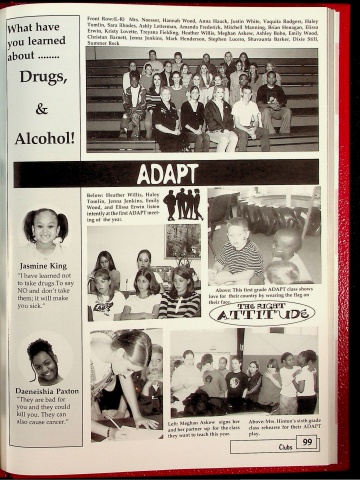 What have
you learned
about ........
Drugs,
&
Alcohol!
Front Row:(L-R) Mrs. Noesser, Hannah Wood, Anna Hauck, Justin White, Vaquita Rodgers, Haley
Tomlin, Sara Rhodes, Ashly Letterman, Amanda Frederick, Mitchell Manning, Brian Henagan, Elissa
Erwin, Kristy Lovette, Treyana Fielding, Heather Willis, Meghan Askew, Ashley Bobo, Emily Wood,
Christan Barnett, Jenna Jenkins, Mark Henderson, Stephen Lucero, Shavaunta Barker, Dixie Still,
Summer Rock
ADAPT
Below: Heather Willis, Haley
Tomlin, Jenna Jenkins, Emily
Wood, and Elissa Erwin listen
intently at the first ADAPT meet-
ing of the year.
Jasmine King
"I have learned not
to take drugs.To say
NO and don't take
them; it will make
you sick."
Above: This first grade ADAPT class shows
love for their country by wearing the flag on
their face.
THE RIGHT
ATTITUDE
Daeneishia Paxton
"They are bad for
you and they could
kill you. They can
also cause cancer."
Left: Meghan Askew signs her
and her partner up for the class
they want to teach this year.
Above: Mrs. Hinton's sixth grade
class rehearse for their ADAPT
play.
Clubs 99